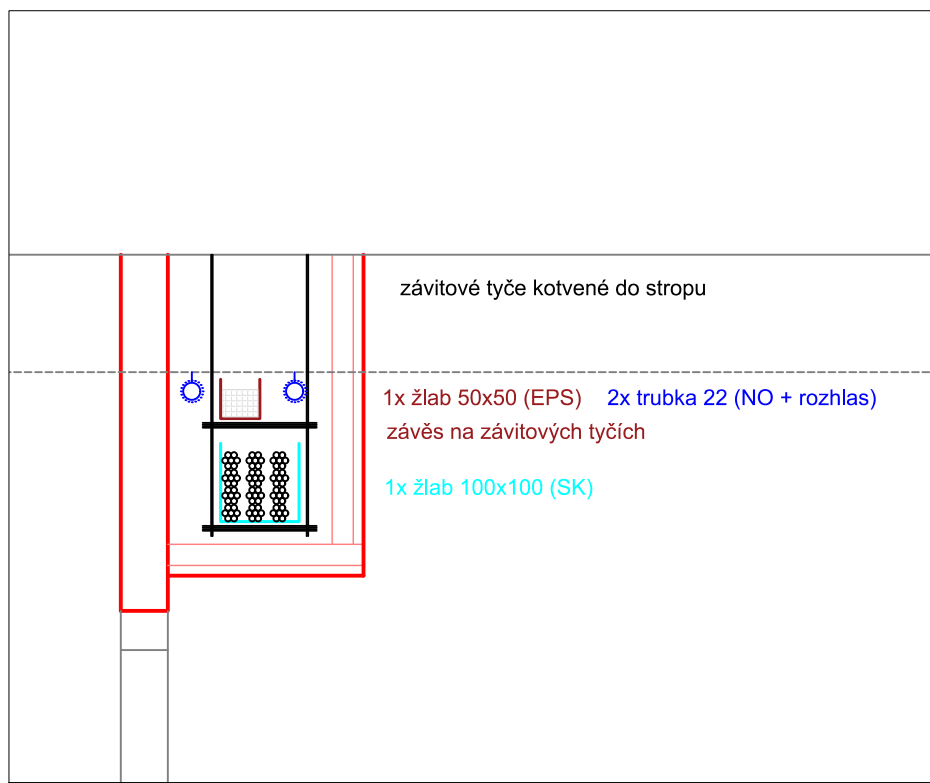 závitové tyče kotvené do stropu
1x žlab 50x50 (EPS) 2x trubka 22 (NO + rozhlas)
závěs na závitových tyčích
1x žlab 100x100 (SK)